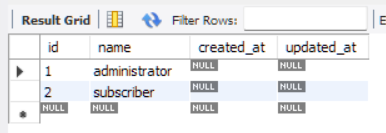 Result Grid Filter Rows: E
id name created_at updated_at
1 administrator NULL NULL
2 subscriber NULL NULL
NULL NULL NULL NULL